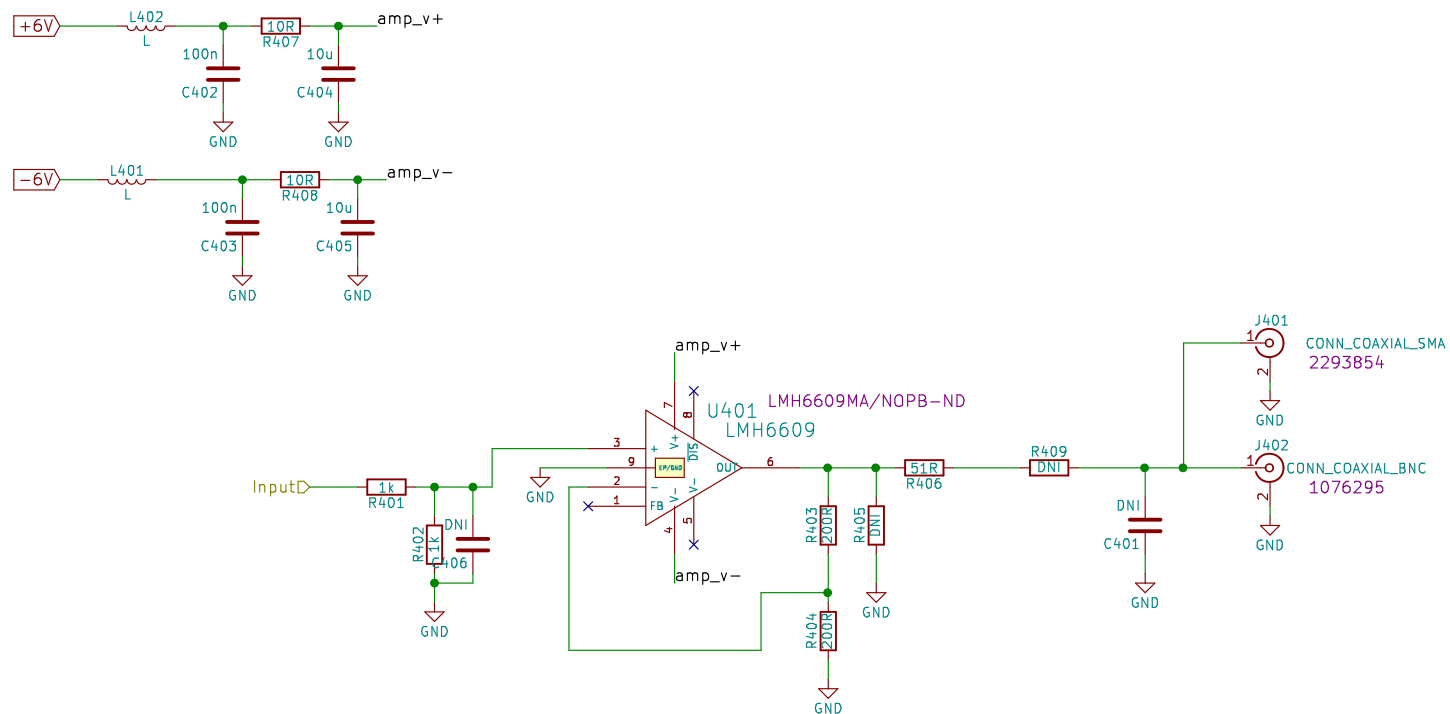 +6V
L402
L
100n
C402
GND
10R
R407
10u
C404
GND
amp_v+
-6V
L401
L
100n
C403
GND
10R
R408
10u
C405
GND
amp_v-
Input
1k
R401
R402
1k
DNI
C406
GND
GND
amp_v+
7
V+
8
DIS
3
+
9
EP/GND
2
-
1
FB
OUT
6
V-
4
V-
5
amp_v-
U401
LMH6609
LMH6609MA/NOPB-ND
R403
200R
R405
DNI
GND
R404
200R
GND
51R
R406
R409
DNI
DNI
C401
GND
J401
1
2
CONN_COAXIAL_SMA
2293854
GND
J402
1
2
CONN_COAXIAL_BNC
1076295
GND